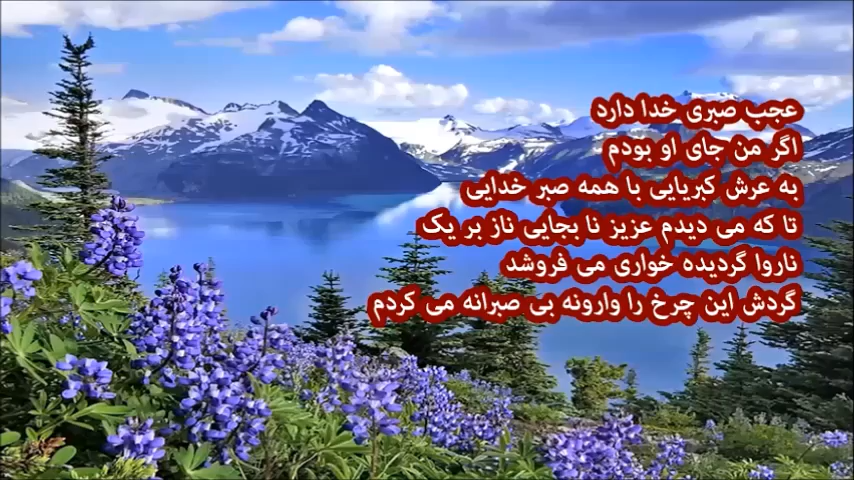 عجب صبری خدا دارد
اگر من جای او بودم
به عرش کبریایی با همه صبر خدایی
تا که می دیدم عزیز نا بجایی ناز بر یک
ناروا گردیده خواری می فروشد
گردش این چرخ را وارونه بی صبرانه می کردم